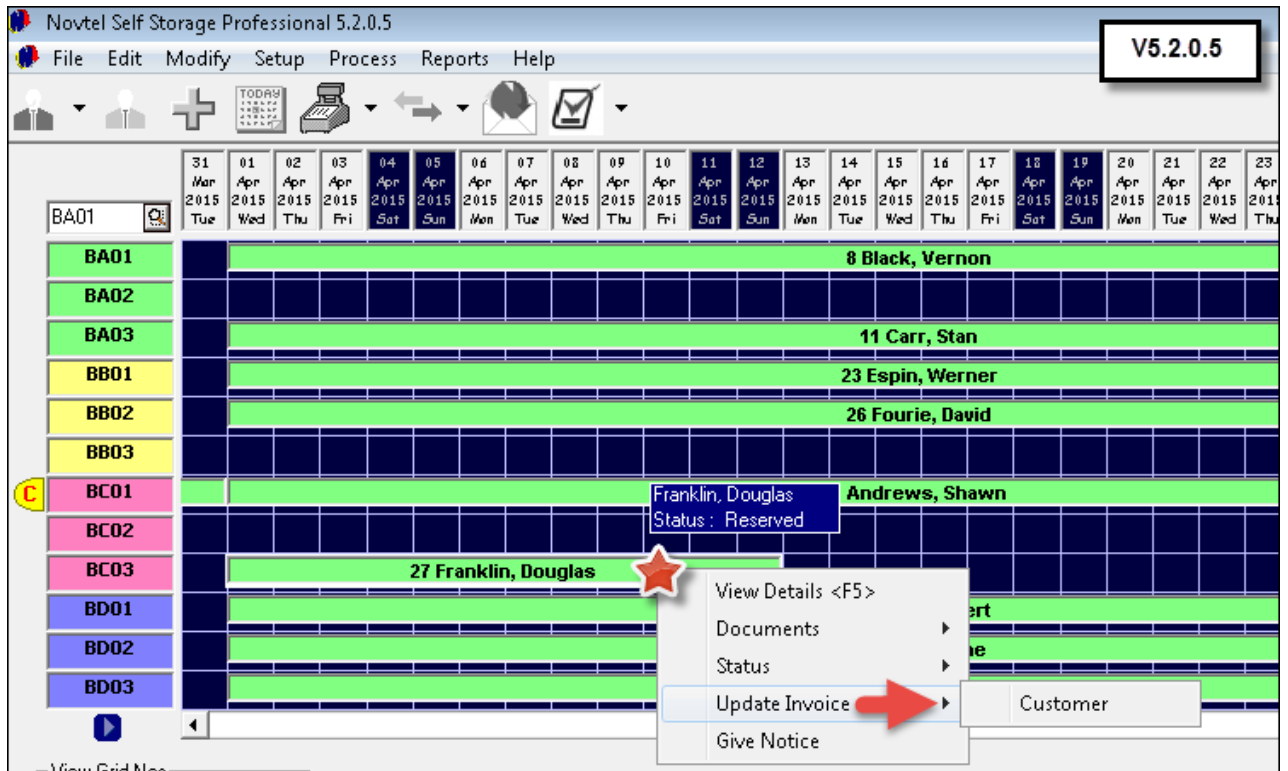 Novtel Self Storage Professional 5.2.0.5
V5.2.0.5
File Edit Modify Setup Process Reports Help
TODAY
31 01 02 03 04 05 06 07 08 09 10 11 12 13 14 15 16 17 18 19 20 21 22 23
Mar Apr Apr Apr Apr Apr Apr Apr Apr Apr Apr Apr Apr Apr Apr Apr Apr Apr Apr Apr Apr Apr Apr Apr
2015 2015 2015 2015 2015 2015 2015 2015 2015 2015 2015 2015 2015 2015 2015 2015 2015 2015 2015 2015 2015 2015 2015
BA01 Tue Wed Thu Fri Sat Sun Mon Tue Wed Thu Fri Sat Sun Mon Tue Wed Thu Fri Sat Sun Mon Tue Wed
BA01 8 Black, Vernon
BA02
BA03 11 Carr, Stan
BB01 23 Espin, Werner
BB02 26 Fourie, David
BB03
C BC01 Andrews, Shawn
Franklin, Douglas
Status : Reserved
BC02
BC03 27 Franklin, Douglas
View Details <F5>
BD01
Documents
BD02
Status
BD03
Update Invoice Customer
Give Notice
View Grid Nos